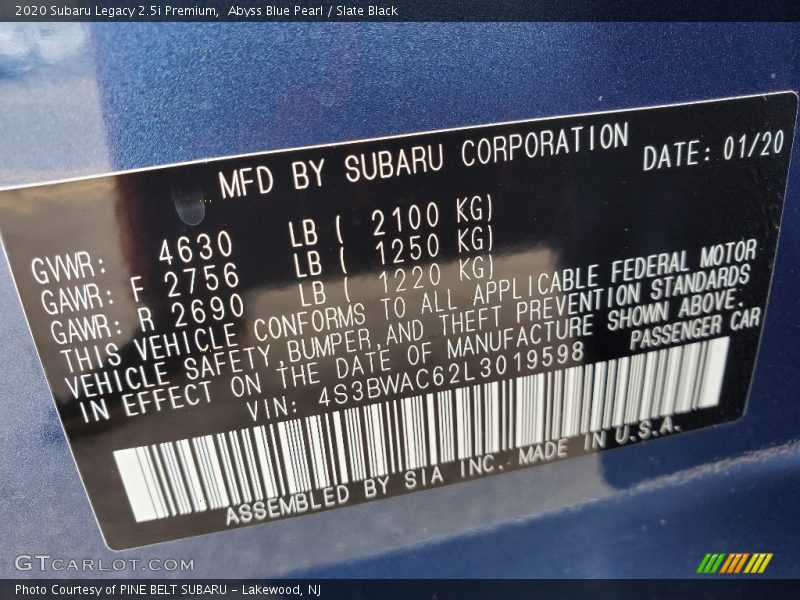 2020 Subaru Legacy 2.5i Premium,  Abyss Blue Pearl / Slate Black
MFD BY SUBARU CORPORATION DATE: 01/20
GVWR: 4630 LB ( 2100 KG)
GAWR: F 2756 LB ( 1250 KG)
GAWR: R 2690 LB ( 1220 KG)
THIS VEHICLE CONFORMS TO ALL APPLICABLE FEDERAL MOTOR
VEHICLE SAFETY,BUMPER,AND THEFT PREVENTION STANDARDS
IN EFFECT ON THE DATE OF MANUFACTURE SHOWN ABOVE.
VIN: 4S3BWAC62L3019598 PASSENGER CAR
ASSEMBLED BY SIA INC. MADE IN U.S.A.
GTCARLOT.COM
Photo Courtesy of PINE BELT SUBARU – Lakewood, NJ